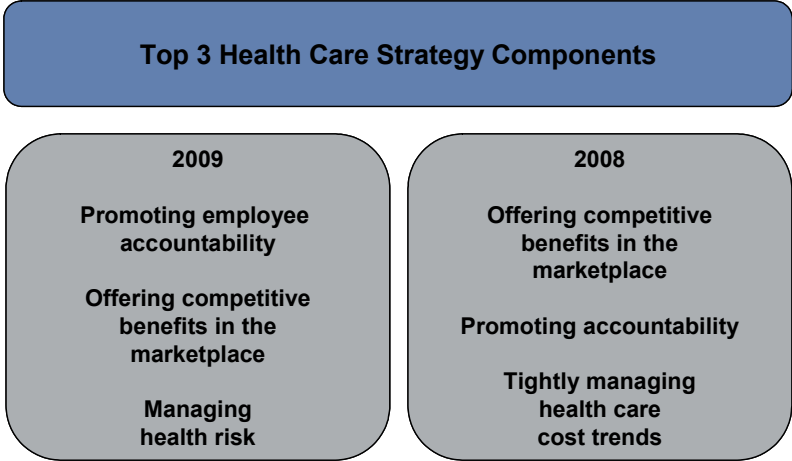 Top 3 Health Care Strategy Components
2009
Promoting employee
accountability
Offering competitive
benefits in the
marketplace
Managing
health risk
2008
Offering competitive
benefits in the
marketplace
Promoting accountability
Tightly managing
health care
cost trends